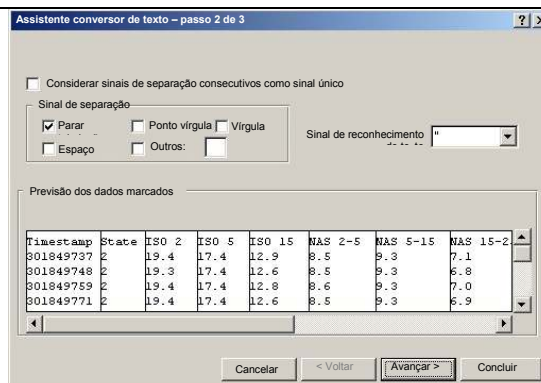 Assistente conversor de texto – passo 2 de 3
Considerar sinais de separação consecutivos como sinal único
Sinal de separação
Parar
Ponto vírgula
Vírgula
Espaço
Outros:
Sinal de reconhecimento
"
Previsão dos dados marcados
Timestamp State ISO 2 ISO 5 ISO 15 NAS 2-5 NAS 5-15 NAS 15-2
301849737 2 19.4 17.4 12.9 8.5 9.3 7.1
301849748 2 19.3 17.4 12.6 8.5 9.3 6.8
301849759 2 19.4 17.4 12.8 8.6 9.3 7.0
301849771 2 19.4 17.4 12.6 8.5 9.3 6.9
Cancelar < Voltar Avançar > Concluir